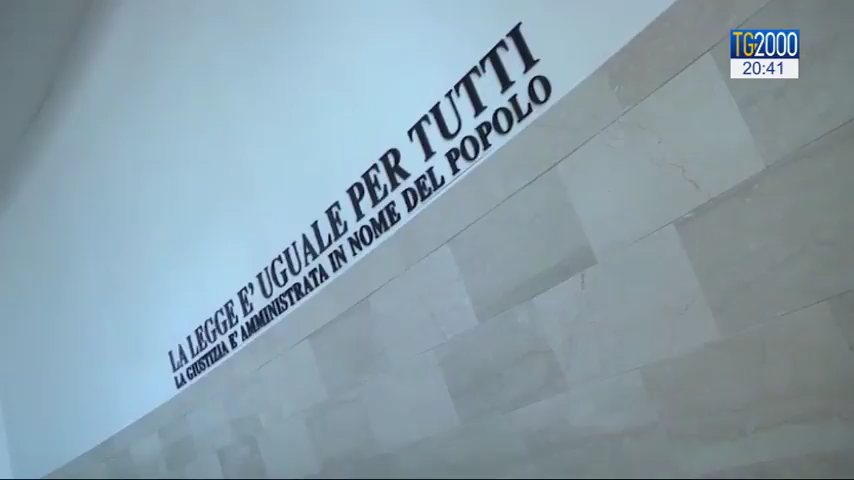 LA LEGGE E' UGUALE PER TUTTI
LA GIUSTIZIA E' AMMINISTRATA IN NOME DEL POPOLO
TG2000
20:41